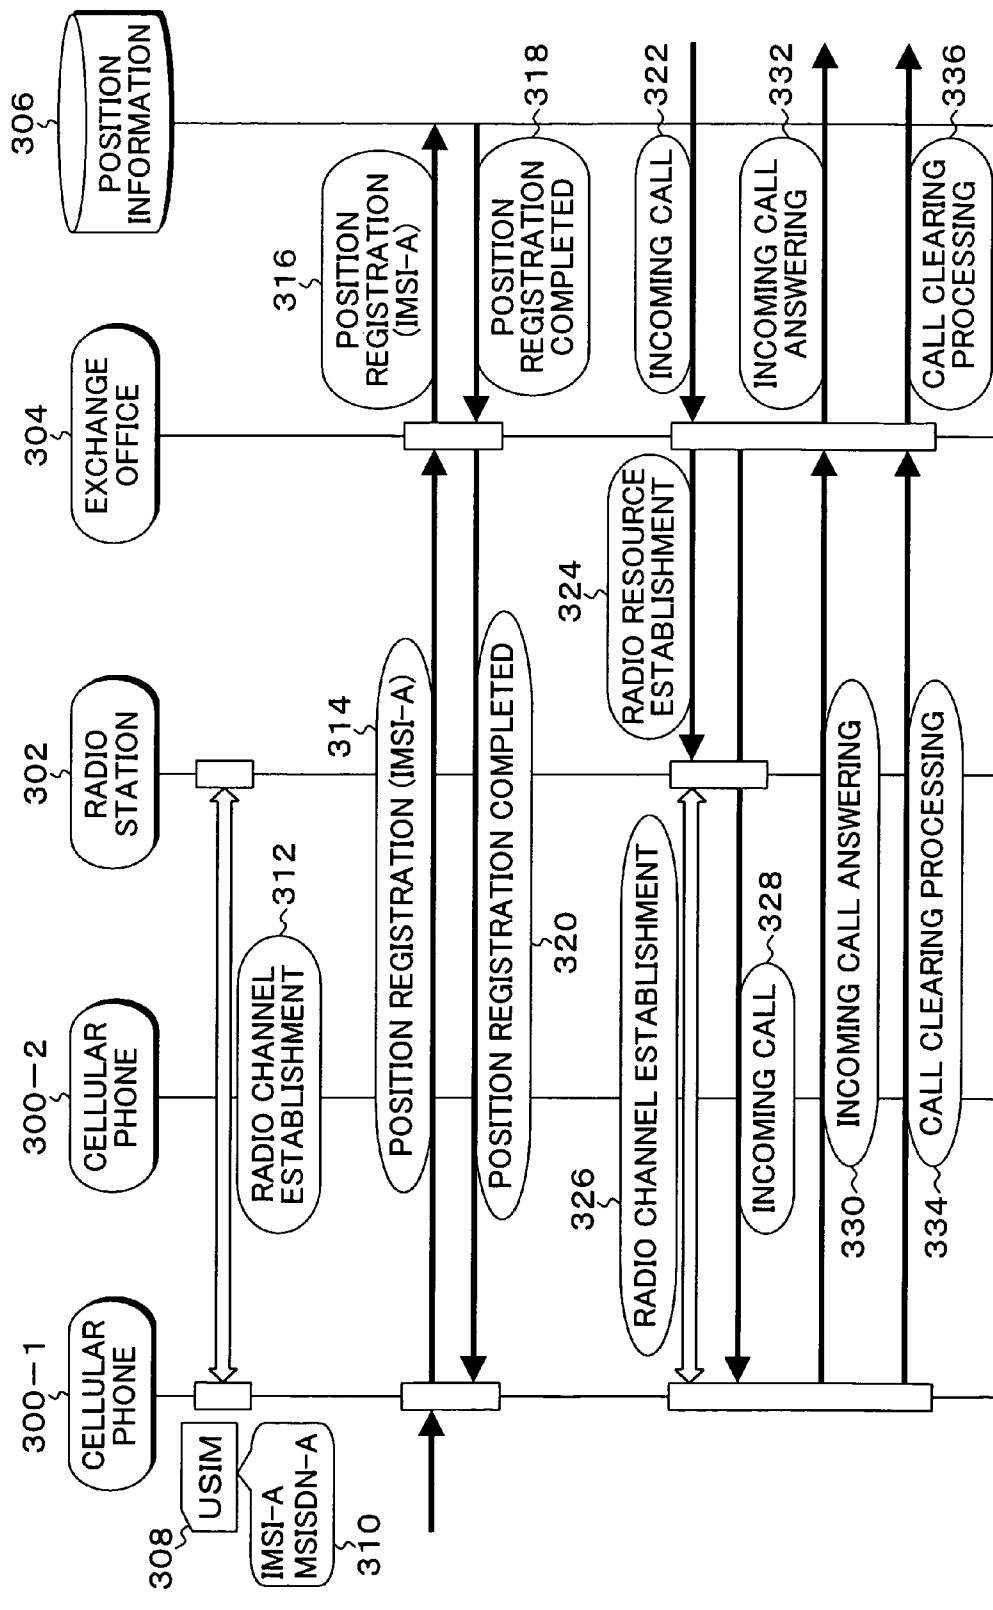 300-1
CELLULAR
PHONE
300-2
CELLULAR
PHONE
302
RADIO
STATION
304
EXCHANGE
OFFICE
306
POSITION
INFORMATION
308
USIM
IMSI-A
MSISDN-A
310
RADIO CHANNEL
ESTABLISHMENT
312
314
POSITION REGISTRATION (IMSI-A)
316
POSITION
REGISTRATION
(IMSI-A)
POSITION
REGISTRATION
COMPLETED
318
POSITION REGISTRATION COMPLETED
320
INCOMING CALL
322
324
RADIO RESOURCE
ESTABLISHMENT
326
RADIO CHANNEL ESTABLISHMENT
INCOMING CALL
328
330
INCOMING CALL ANSWERING
INCOMING CALL
ANSWERING
332
334
CALL CLEARING PROCESSING
CALL CLEARING
PROCESSING
336